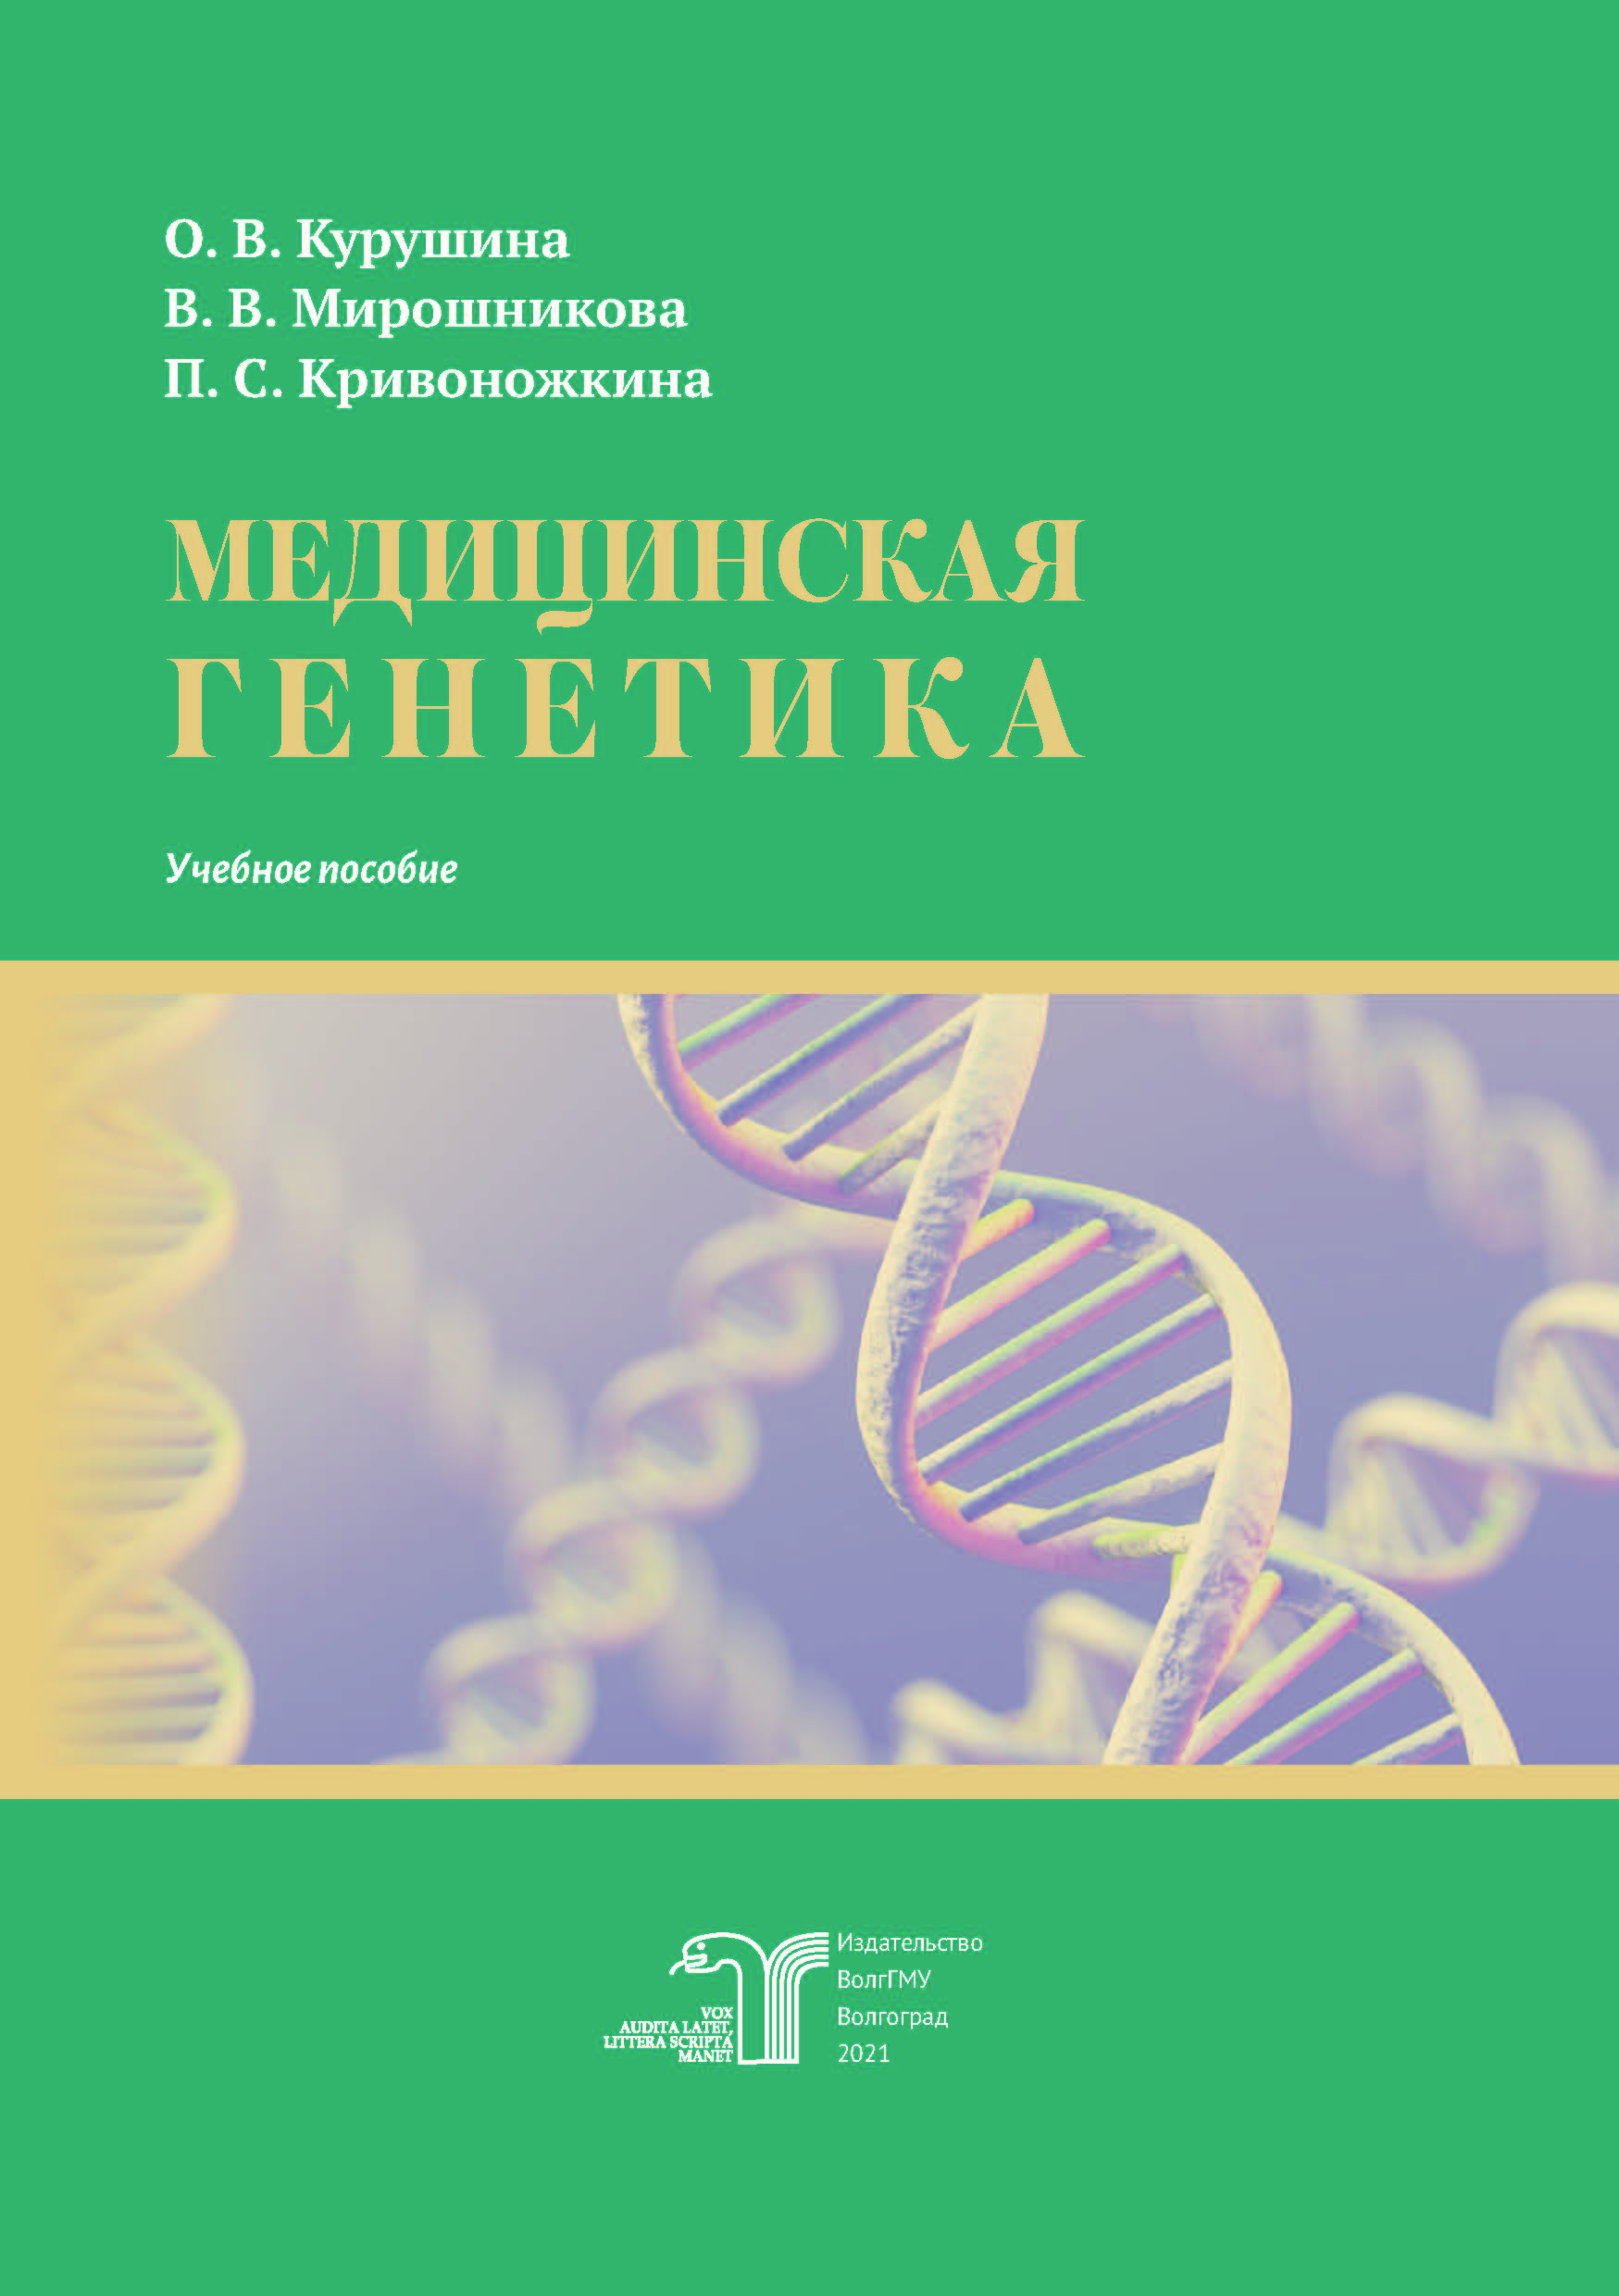 О. В. Курушина
В. В. Мирошникова
П. С. Кривоножкина
МЕДИЦИНСКАЯ
ГЕНЕТИКА
Учебное пособие
VOX
AUDITA LATET,
LITTERA SCRIPTA
MANET
Издательство
ВолгГМУ
Волгоград
2021